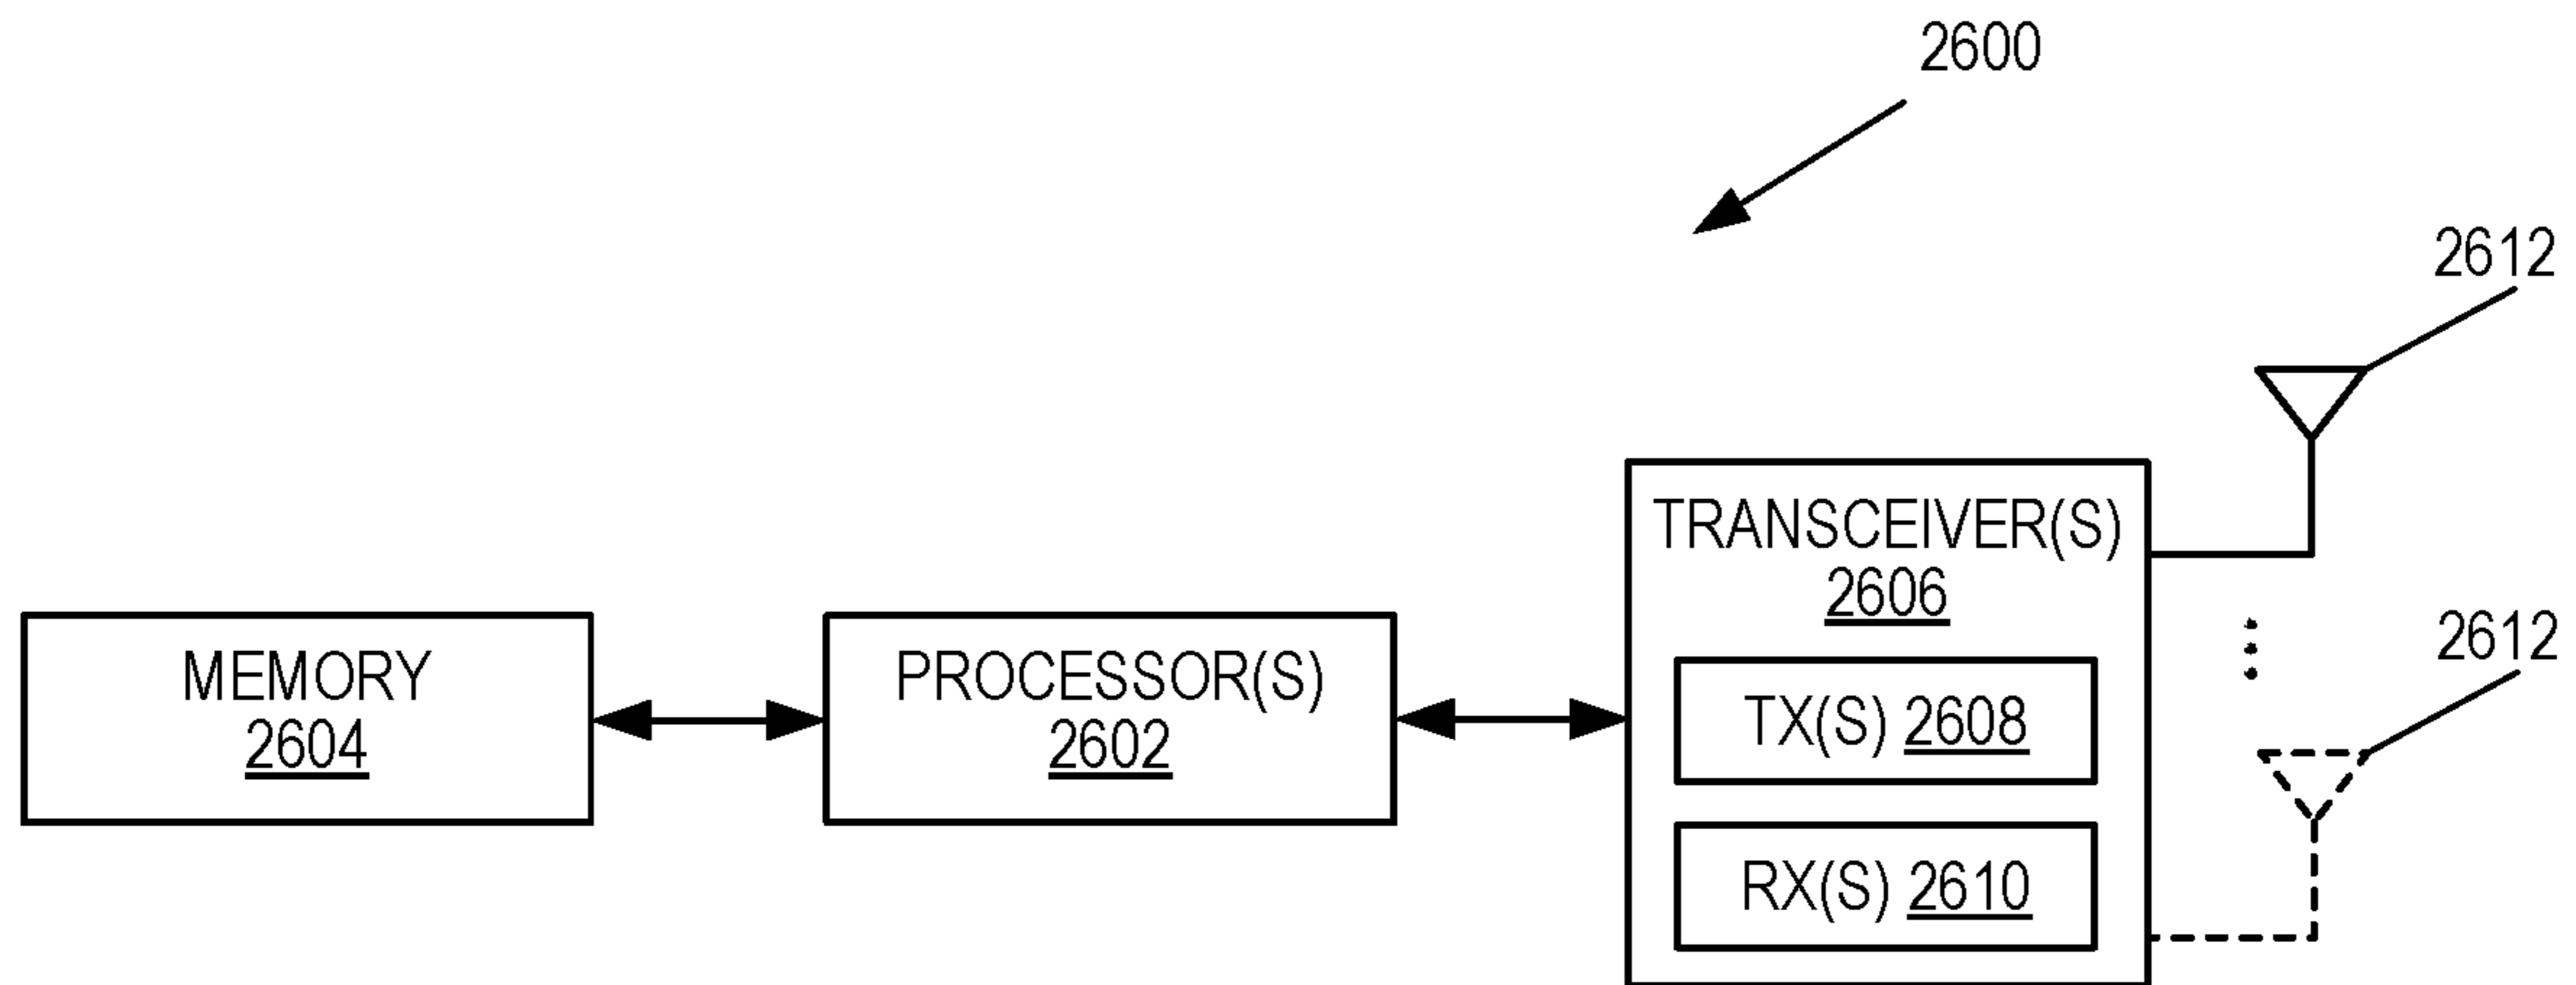 2600
2612
TRANSCEIVER(S)
2606
2612
MEMORY
2604
PROCESSOR(S)
2602
TX(S) 2608
RX(S) 2610